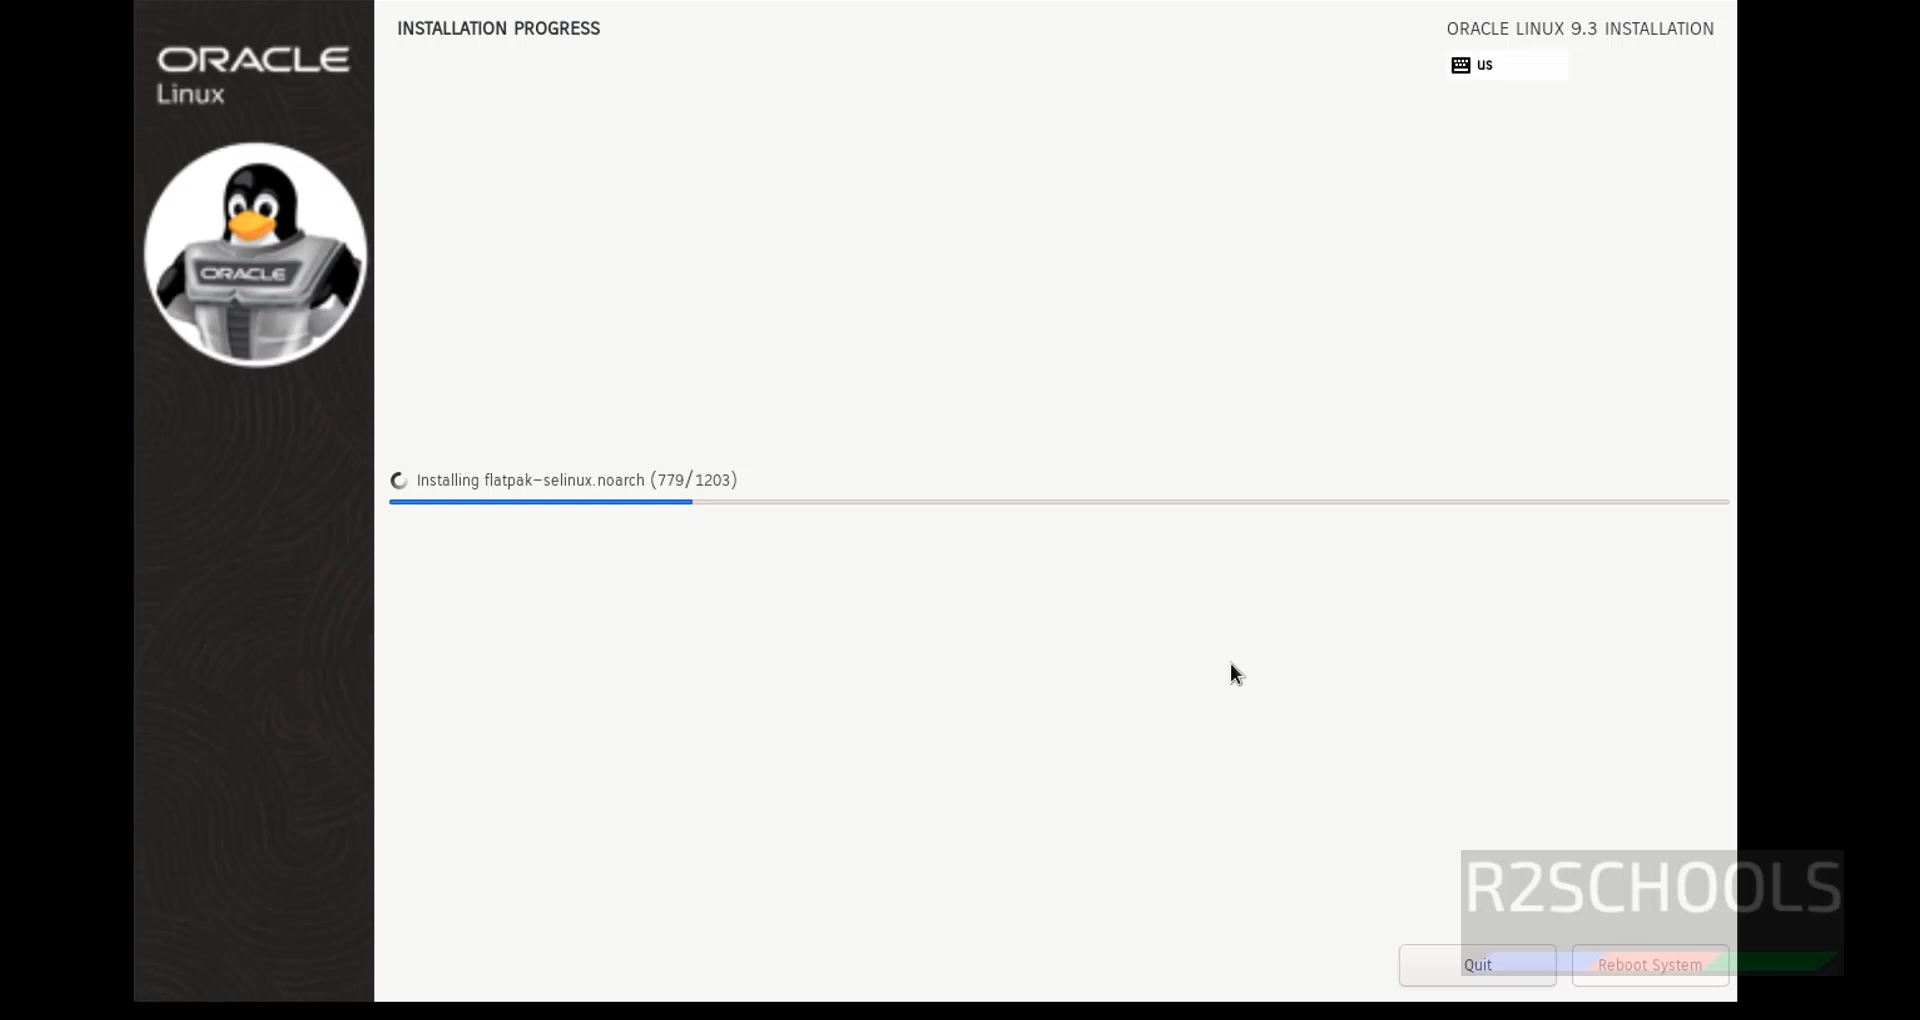 ORACLE
Linux
ORACLE
INSTALLATION PROGRESS
ORACLE LINUX 9.3 INSTALLATION
us
Installing flatpak-selinux.noarch (779/1203)
R2SCHOOLS
Quit
Reboot System